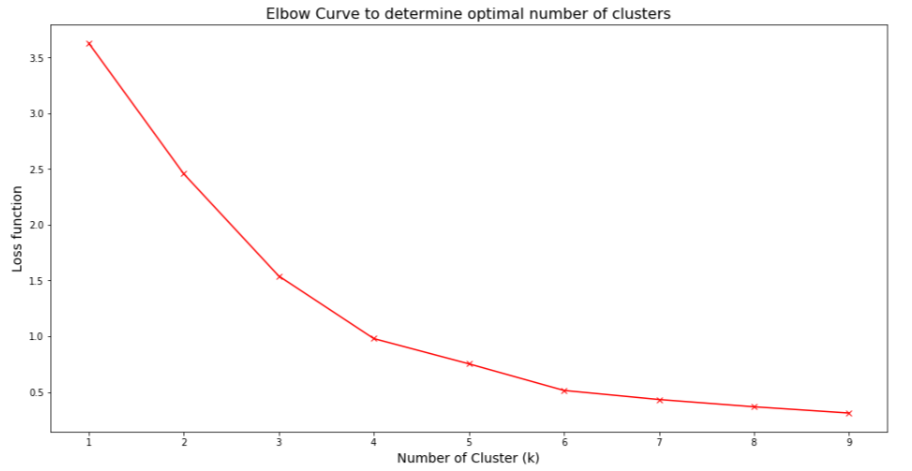 Elbow Curve to determine optimal number of clusters
3.5
3.0
2.5
2.0
1.5
1.0
0.5
Loss function
1 2 3 4 5 6 7 8 9
Number of Cluster (k)